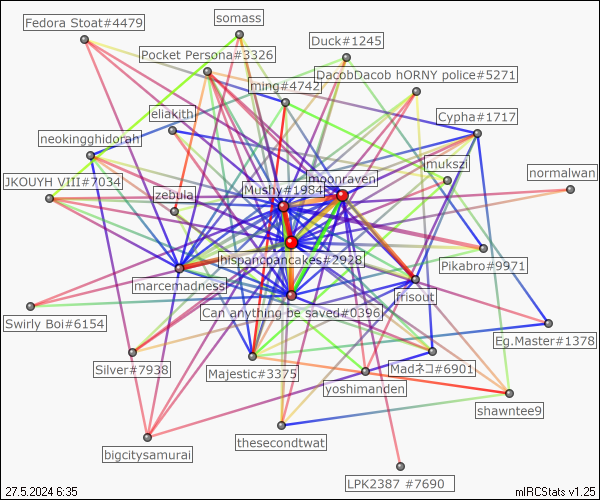 somass
Fedora Stoat#4479
Duck#1245
Pocket Persona#3326
DacobDacob hORNY police#5271
ming#4742
eliakith
Cypha#1717
neokingghidorah
mukszi
normalwan
JKOUYH VIII#7034
moonraven
Mushy#1984
zebula
hispancpancakes#2928
Pikabro#9971
marcemadness
frisout
Can anything be saved#0396
Swirly Boi#6154
Eg.Master#1378
Silver#7938
Majestic#3375
Madネコ#6901
yoshimanden
shawntee9
thesecondtwat
bigcitysamurai
LPK2387 #7690
27.5.2024 6:35
mIRCStats v1.25